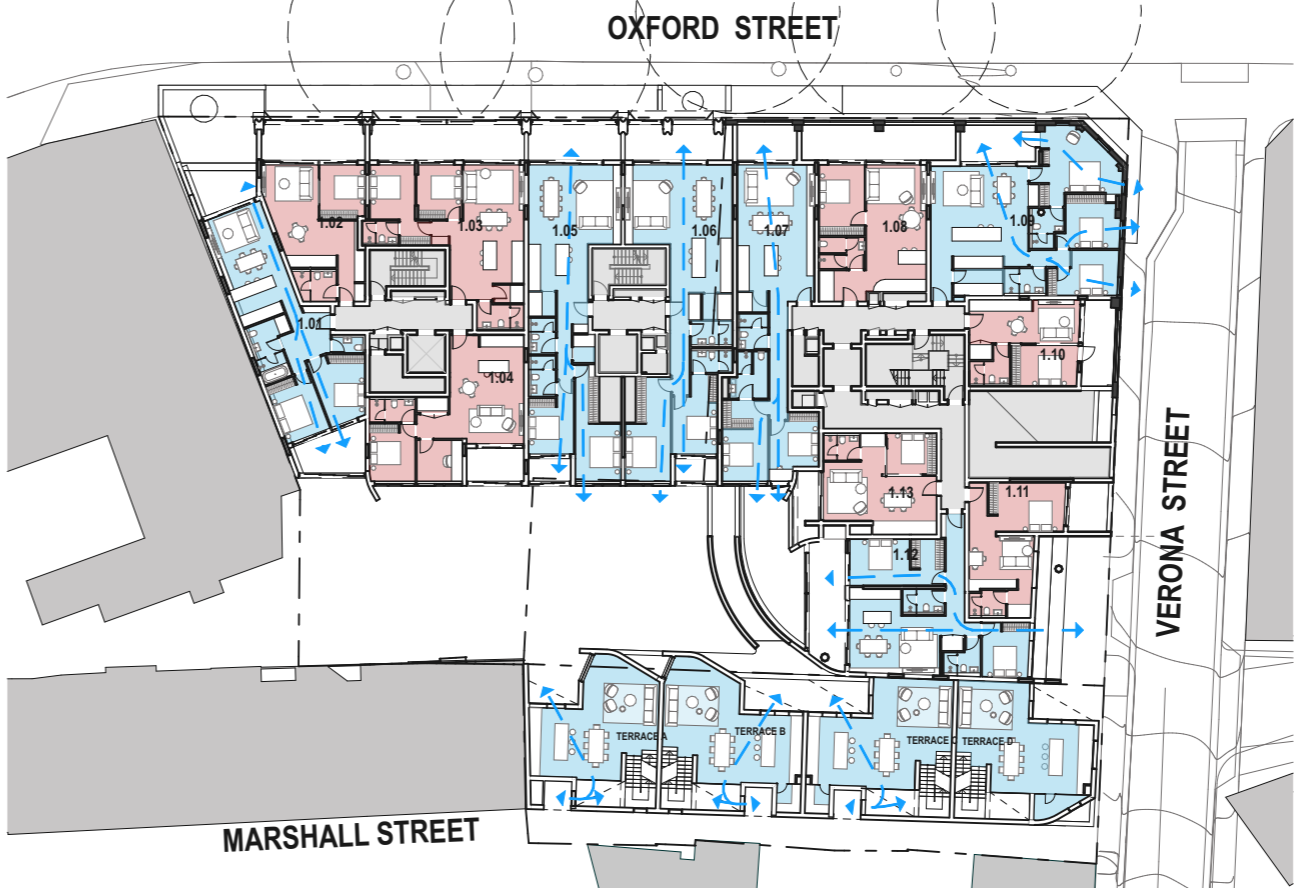 OXFORD STREET
1.02
1.03
1.05
1.06
1.07
1.08
1.09
1.01
1.04
1.10
1.13
1.11
1.12
VERONA STREET
TERRACE A
TERRACE B
TERRACE C
TERRACE D
MARSHALL STREET